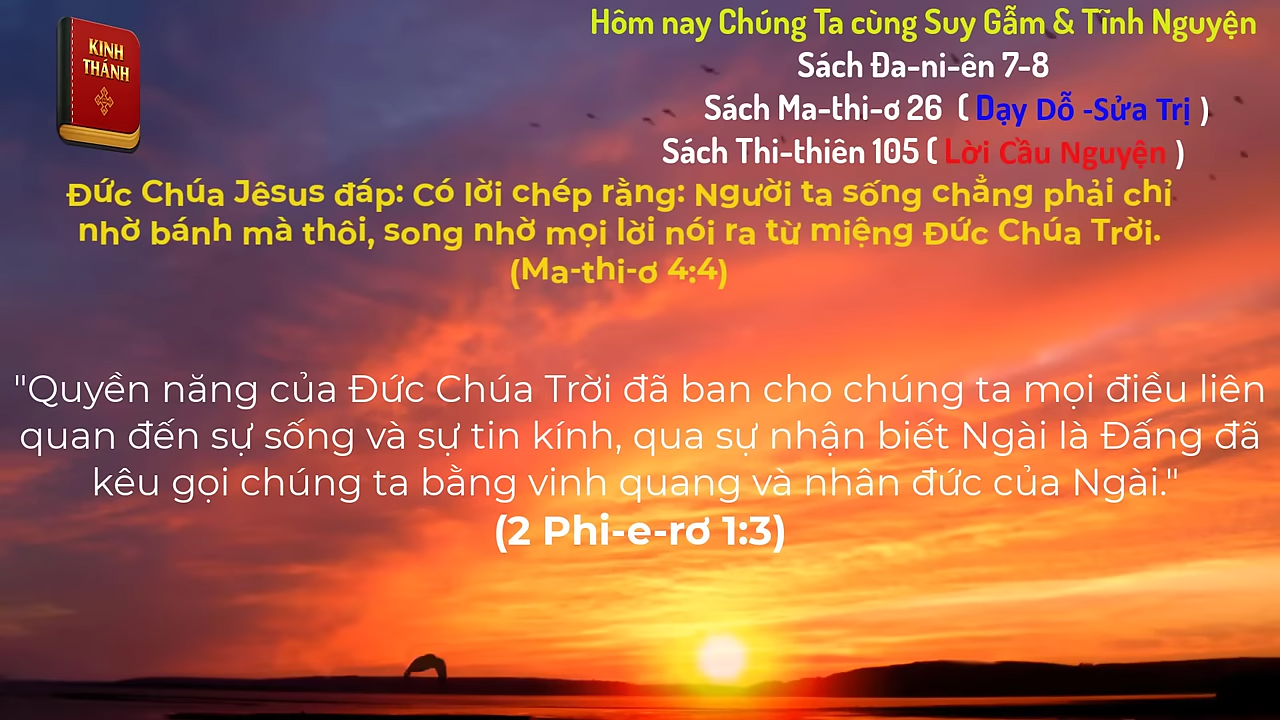 KINH
THÁNH
Hôm nay Chúng Ta cùng Suy Gẫm & Tĩnh Nguyện
Sách Đa-ni-ên 7-8
Sách Ma-thi-ơ 26 ( Dạy Dỗ -Sửa Trị )
Sách Thi-thiên 105 ( Lời Cầu Nguyện )
Đức Chúa Jêsus đáp: Có lời chép rằng: Người ta sống chẳng phải chỉ
nhờ bánh mà thôi, song nhờ mọi lời nói ra từ miệng Đức Chúa Trời.
(Ma-thi-ơ 4:4)
"Quyền năng của Đức Chúa Trời đã ban cho chúng ta mọi điều liên
quan đến sự sống và sự tin kính, qua sự nhận biết Ngài là Đấng đã
kêu gọi chúng ta bằng vinh quang và nhân đức của Ngài."
(2 Phi-e-rơ 1:3)